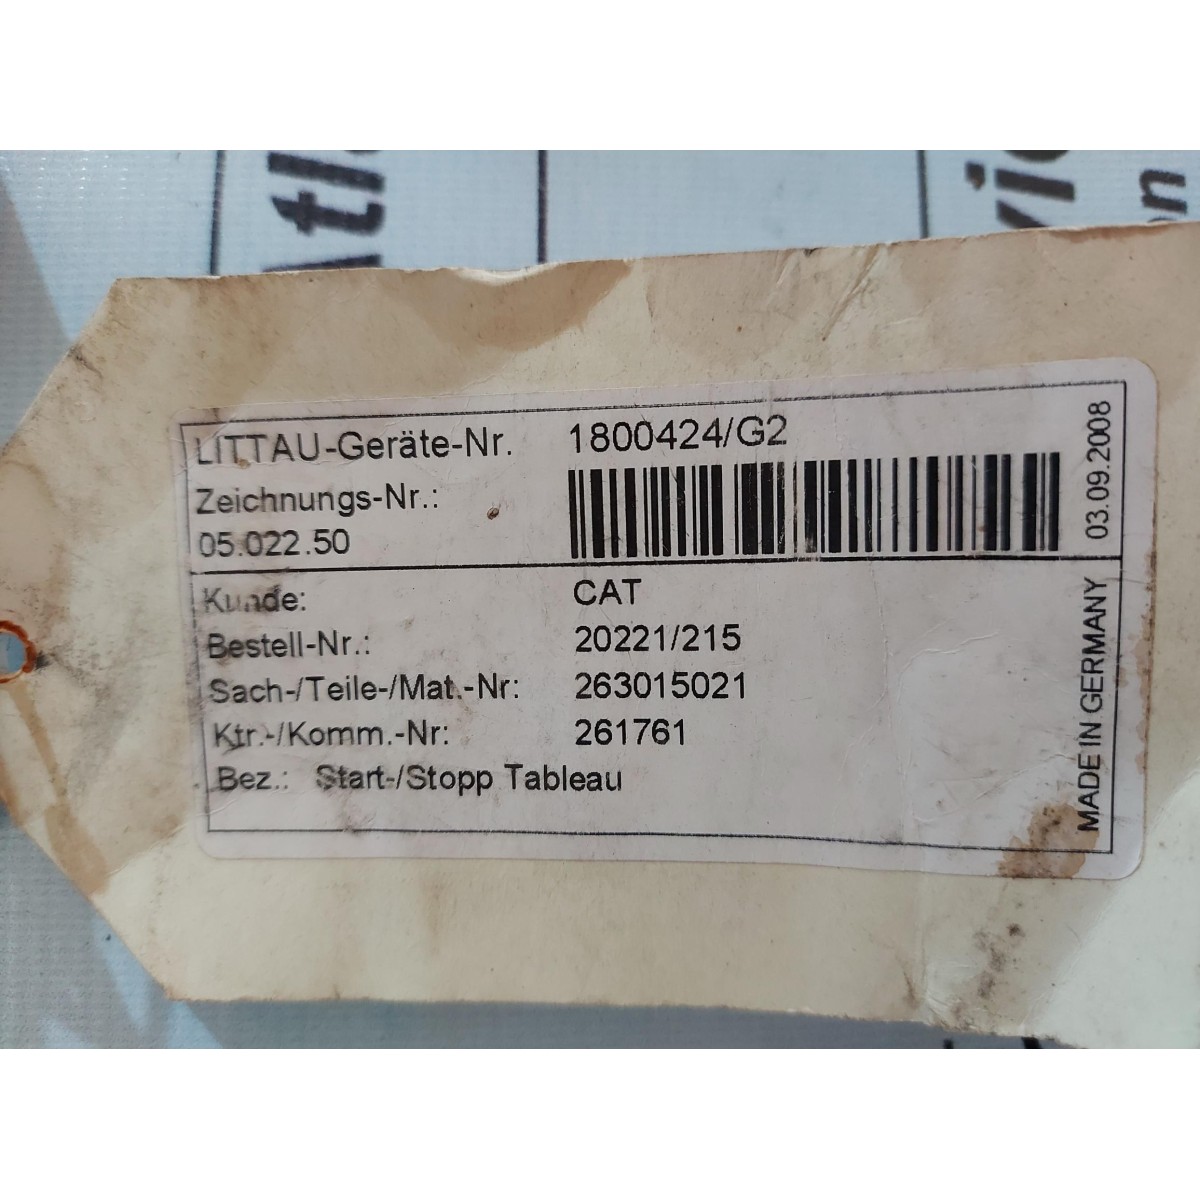 LITTAU-Geräte-Nr. 1800424/G2
Zeichnungs-Nr.:
05.022.50
03.09.2008
Kunde: CAT
Bestell-Nr.: 20221/215
Sach-/Teile-/Mat.-Nr: 263015021
Ktr.-/Komm.-Nr: 261761
Bez.: Start-/Stopp Tableau
MADE IN GERMANY